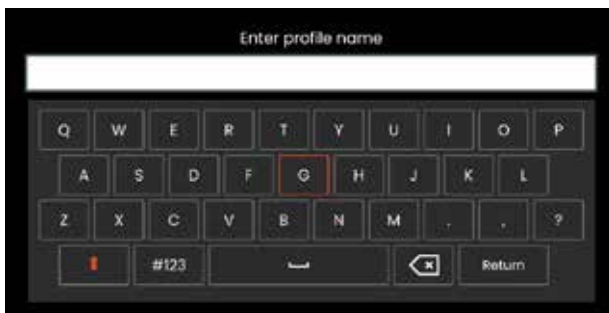 Enter profile name
Q W E R T Y U I O P
A S D F G H J K L
Z X C V B N M . , ?
#123 Return